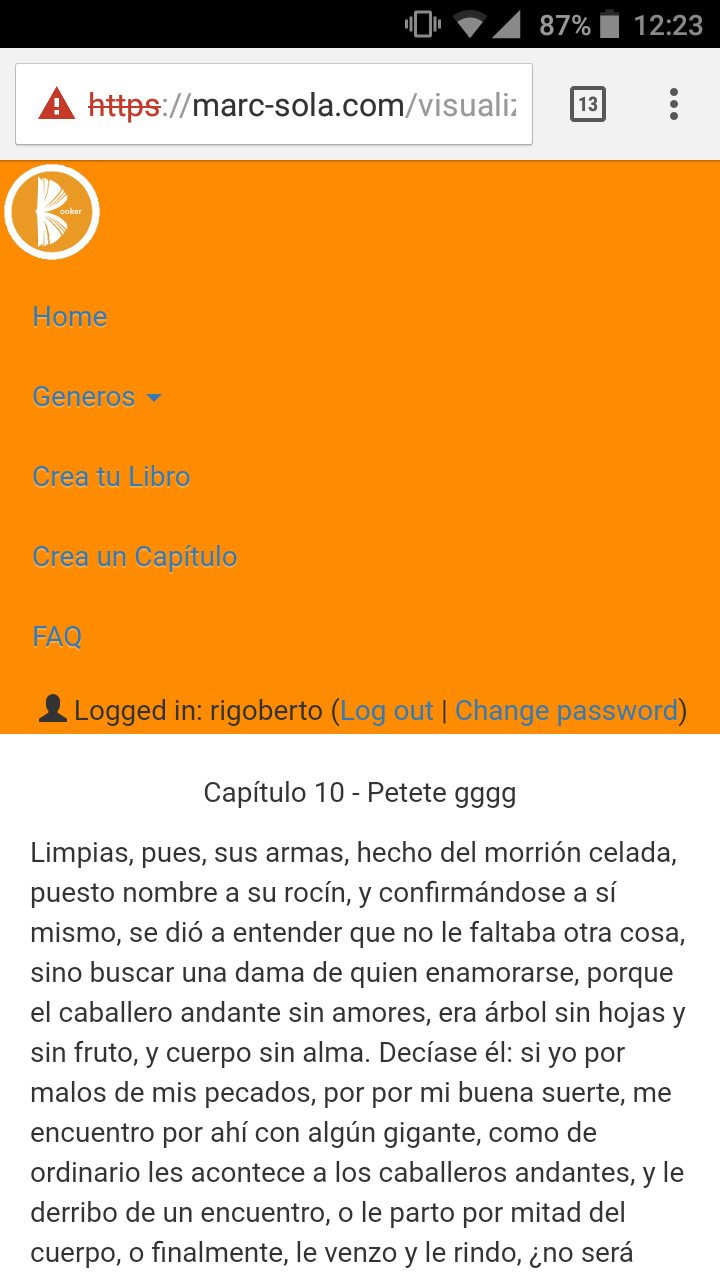 87% 12:23
https://marc-sola.com/visualiz
13
ooker
Home
Generos
Crea tu Libro
Crea un Capítulo
FAQ
Logged in: rigoberto (Log out | Change password)
Capítulo 10 - Petete gggg
Limpias, pues, sus armas, hecho del morrión celada,
puesto nombre a su rocín, y confirmándose a sí
mismo, se dió a entender que no le faltaba otra cosa,
sino buscar una dama de quien enamorarse, porque
el caballero andante sin amores, era árbol sin hojas y
sin fruto, y cuerpo sin alma. Decíase él: si yo por
malos de mis pecados, por por mi buena suerte, me
encuentro por ahí con algún gigante, como de
ordinario les acontece a los caballeros andantes, y le
derribo de un encuentro, o le parto por mitad del
cuerpo, o finalmente, le venzo y le rindo, ¿no será